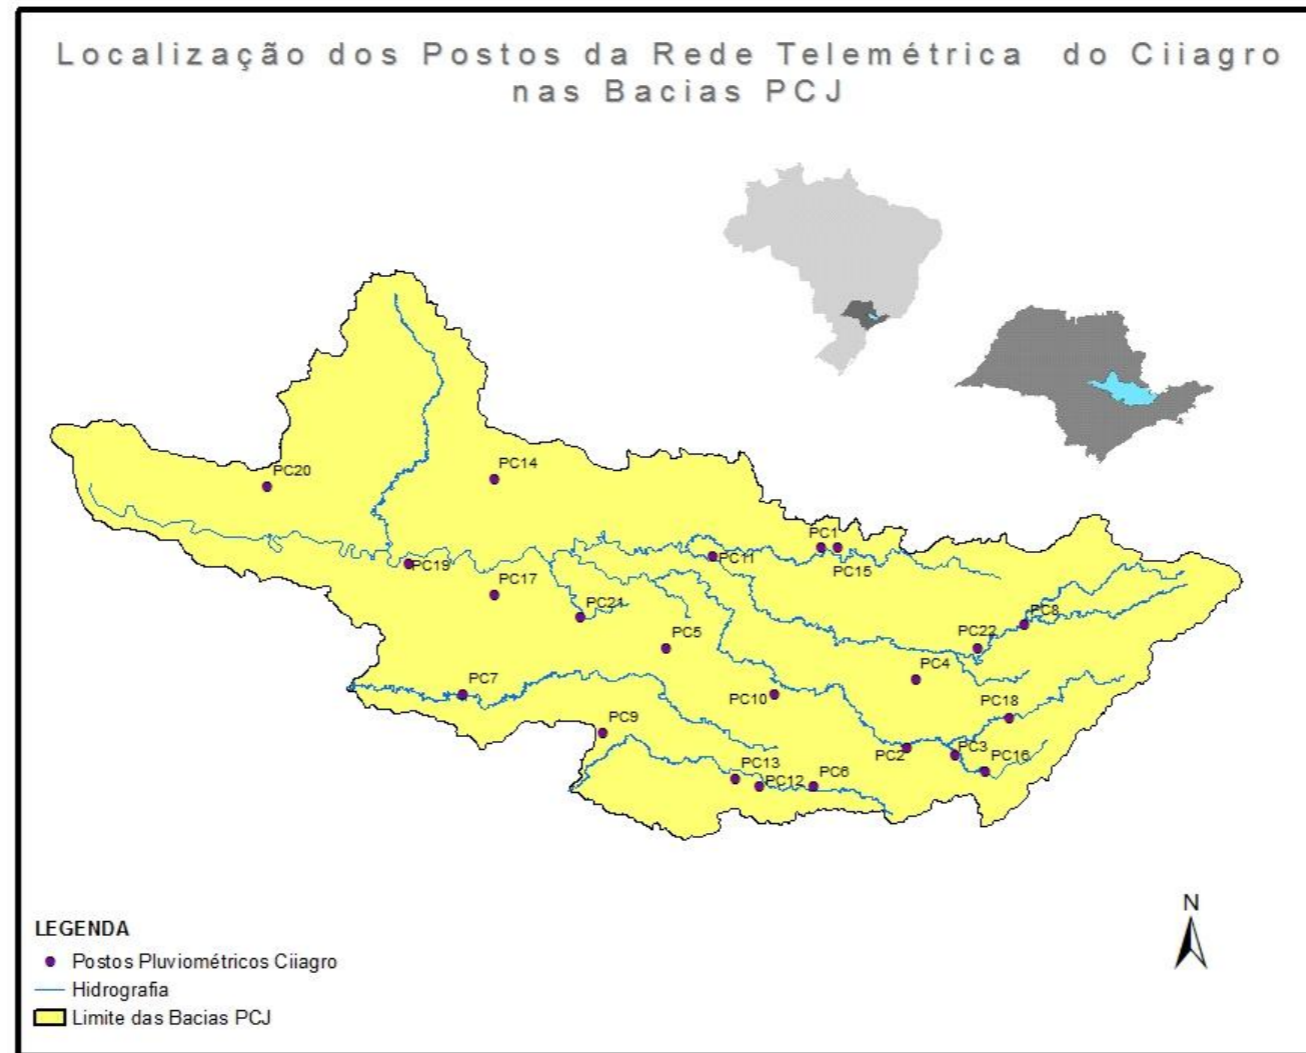 Localização dos Postos da Rede Telemétrica do Ciiagro
nas Bacias PCJ
PC20
PC14
PC1
PC15
PC11
PC19
PC17
PC21
PC8
PC22
PC5
PC4
PC7
PC10
PC18
PC9
PC2
PC3
PC16
PC13
PC12
PC6
N
LEGENDA
Postos Pluviométricos Ciiagro
Hidrografia
Limite das Bacias PCJ